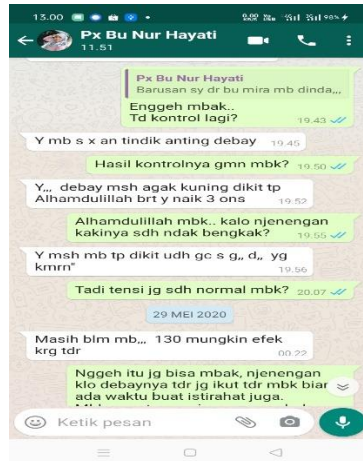 13.00
98%
Px Bu Nur Hayati
11.51
Px Bu Nur Hayati
Barusan sy dr bu mira mb dinda,,,
Enggeh mbak..
Td kontrol lagi?
19.43
Y mb s x an tindik anting debay
19.45
Hasil kontrolnya gmn mbk?
19.50
Y,,, debay msh agak kuning dikit tp
Alhamdulillah brt y naik 3 ons
19.52
Alhamdulillah mbk.. kalo njenengan
kakinya sdh ndak bengkak?
19.55
Y msh mb tp dikit udh gc s g,, d,, yg
kmrn"
19.56
Tadi tensi jg sdh normal mbk?
20.07
29 MEI 2020
Masih blm mb,,, 130 mungkin efek
krg tdr
00.22
Nggeh itu jg bisa mbak, njenengan
klo debaynya tdr jg ikut tdr mbk biar
ada waktu buat istirahat juga.
Ketik pesan